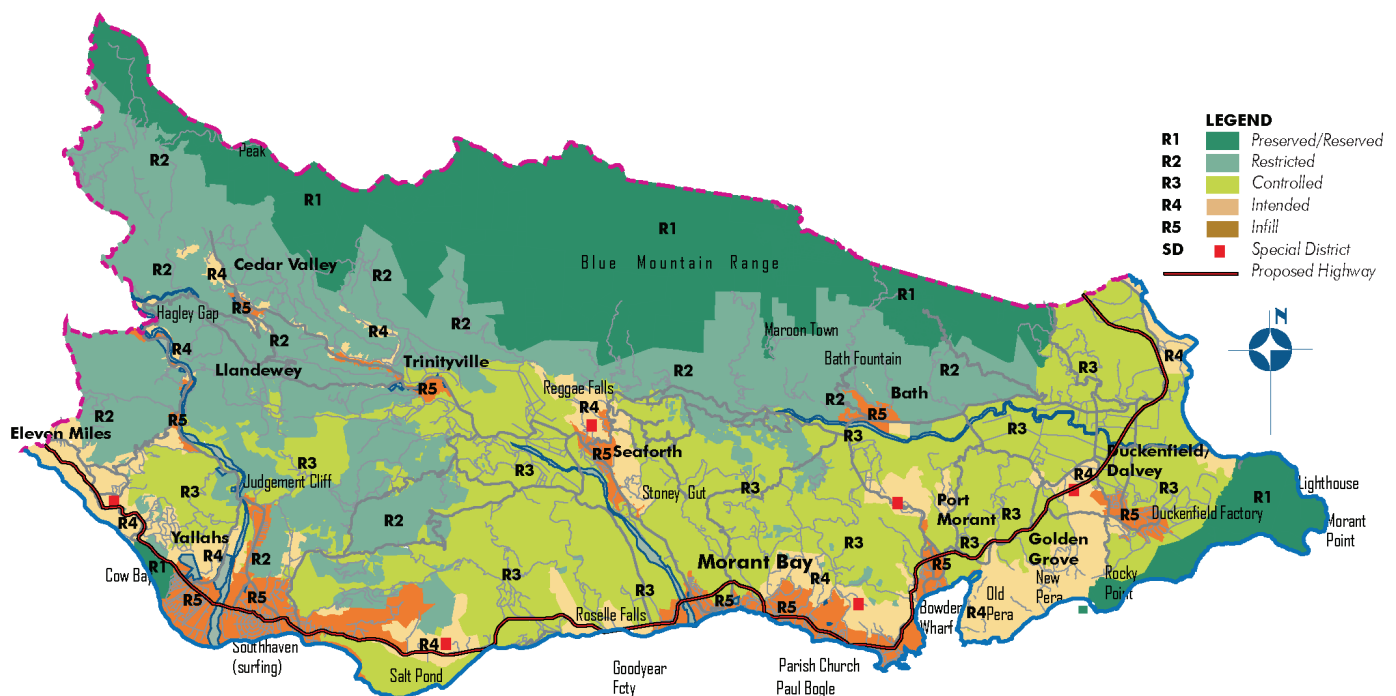 LEGEND
R1 Preserved/Reserved
R2 Restricted
R3 Controlled
R4 Intended
R5 Infill
SD Special District
Proposed Highway
N
R2
Peak
R1
R1
Blue Mountain Range
R1
R2
R4
Cedar Valley
R2
Hagley Gap
R5
R2
R4
R2
Maroon Town
R4
Llandewey
Trinityville
R5
Reggae Falls
R2
Bath Fountain
Bath
R2
R3
R4
R2
R5
R2
R5
R4
Eleven Miles
R3
R5
Seaforth
R3
R3
Duckenfield/
Dalvey
R3
Judgement Cliff
R3
Stoney Gut
R3
R4
R3
R1
Lighthouse
Morant
Point
Port
Morant
R5
Duckenfield Factory
R4
Yallahs
R4
R2
R2
R3
R3
R3
Golden
Grove
Cow Bay
R1
R5
R5
R3
R3
Morant Bay
R4
R5
R5
R5
New
Pera
Rocky
Point
Old
Pera
R4
Bowder
Wharf
Roselle Falls
Southhaven
(surfing)
R4
Salt Pond
Goodyear
Fcty
Parish Church
Paul Bogle